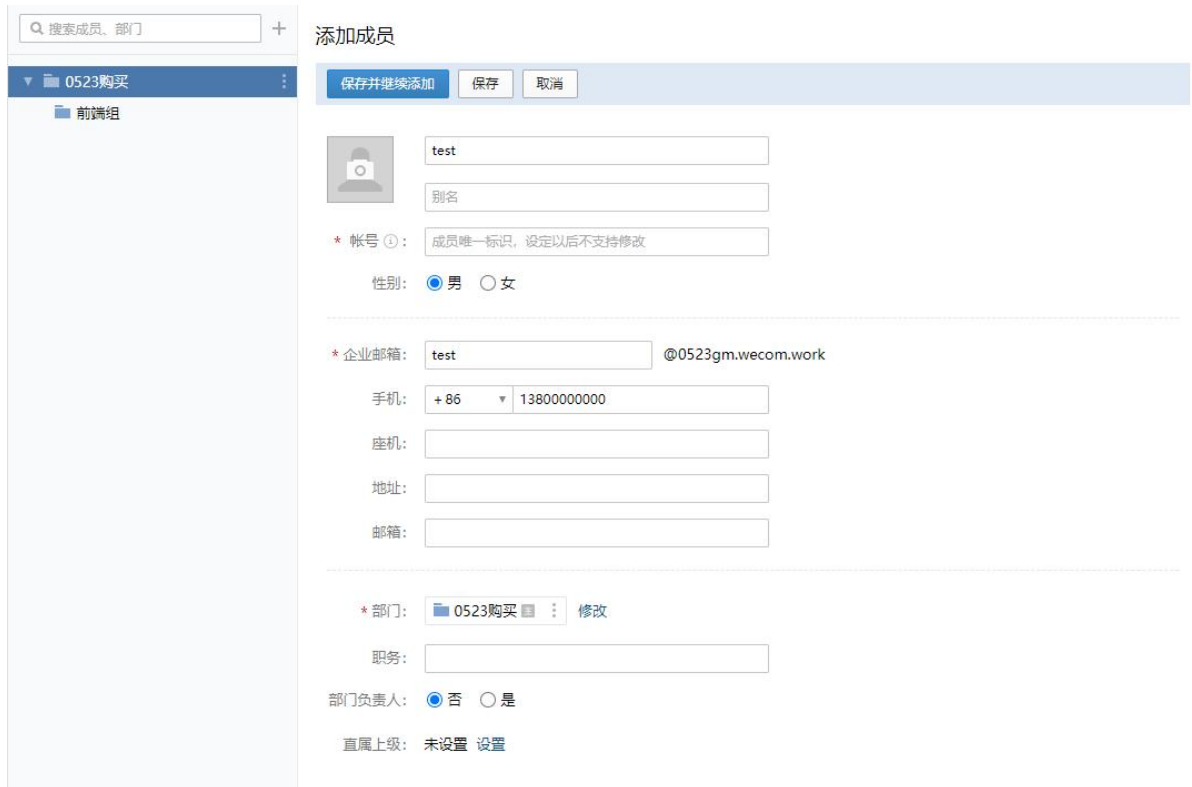 搜索成员、部门
0523购买
前端组
添加成员
保存并继续添加 保存 取消
test
别名
* 帐号 : 成员唯一标识，设定以后不支持修改
性别: 男 女
* 企业邮箱: test @0523gm.wecom.work
手机: +86 13800000000
座机:
地址:
邮箱:
* 部门: 0523购买 主 修改
职务:
部门负责人: 否 是
直属上级: 未设置 设置